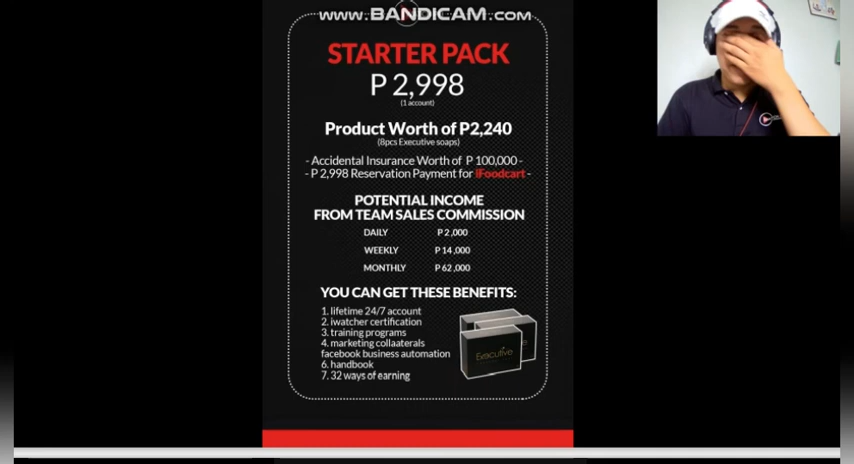 www.BANDICAM.com
STARTER PACK
P 2,998
(1 account)
Product Worth of P2,240
(8pcs Executive soaps)
- Accidental Insurance Worth of P 100,000 -
- P 2,998 Reservation Payment for iFoodcart -
POTENTIAL INCOME
FROM TEAM SALES COMMISSION
DAILY P 2,000
WEEKLY P 14,000
MONTHLY P 62,000
YOU CAN GET THESE BENEFITS:
1. lifetime 24/7 account
2. iwatcher certification
3. training programs
4. marketing collaaterals
facebook business automation
6. handbook
7. 32 ways of earning
Executive